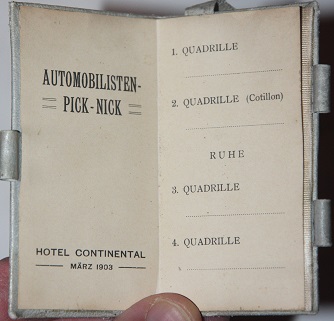 AUTOMOBILISTEN-
PICK-NICK
HOTEL CONTINENTAL
MÄRZ 1903
1. QUADRILLE
2. QUADRILLE (Cotillon)
RUHE
3. QUADRILLE
4. QUADRILLE